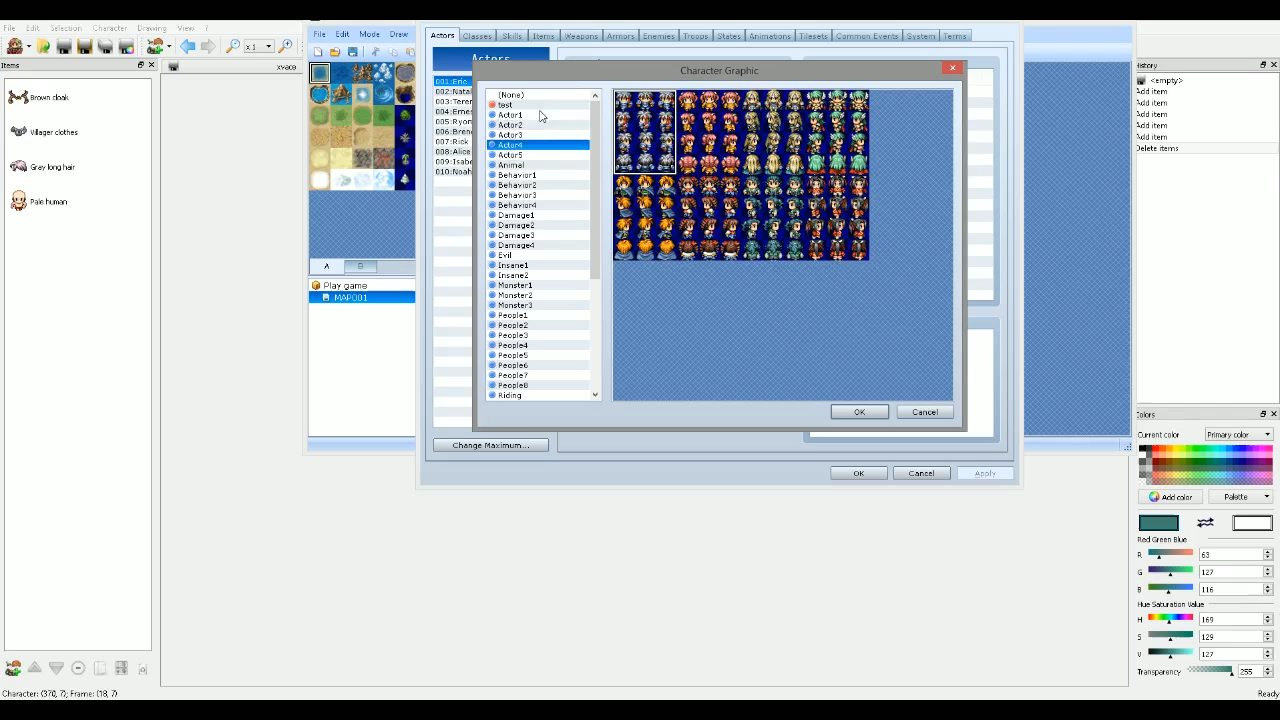 File Edit Selection Character Drawing View ?
x 1
Items
Brown cloak
Villager clothes
Gray long hair
Pale human
Character: (370, 7); Frame: (18, 7)
xvace
File Edit Mode Draw
A B
Play game
MAP001
Actors Classes Skills Items Weapons Armors Enemies Troops States Animations Tilesets Common Events System Terms
Actors
001:Eric
002:Natal
003:Teren
004:Ernes
005:Ryom
006:Bren
007:Rick
008:Alice
009:Isabe
010:Noah
Change Maximum...
OK Cancel Apply
Character Graphic
(None)
test
Actor1
Actor2
Actor3
Actor4
Actor5
Animal
Behavior1
Behavior2
Behavior3
Behavior4
Damage1
Damage2
Damage3
Damage4
Evil
Insane1
Insane2
Monster1
Monster2
Monster3
People1
People2
People3
People4
People5
People6
People7
People8
Riding
OK Cancel
History
<empty>
Add item
Add item
Add item
Add item
Add item
Delete items
Colors
Current color Primary color
Add color Palette
Red Green Blue
R 63
G 127
B 116
Hue Saturation Value
H 169
S 129
V 127
Transparency 255
Ready